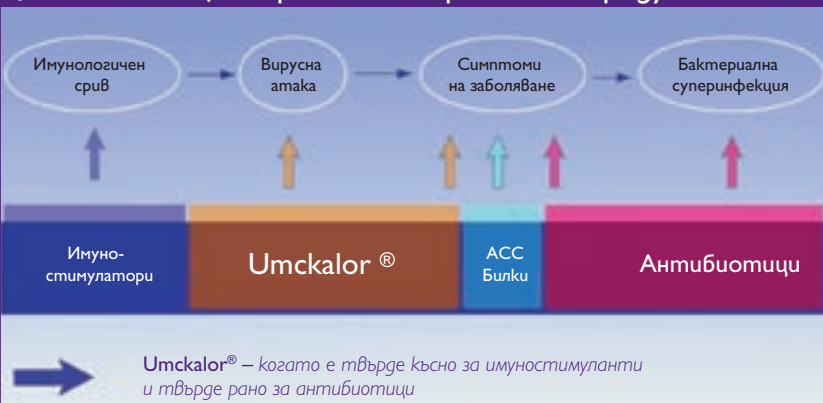 Имунологичен
срив
Вирусна
атака
Симптоми
на заболяване
Бактериална
суперинфекция
Имуно-
стимулатори
Umckalor ®
АСС
Билки
Антибиотици
Umckalor® – когато е твърде късно за имуностимуланти
и твърде рано за антибиотици